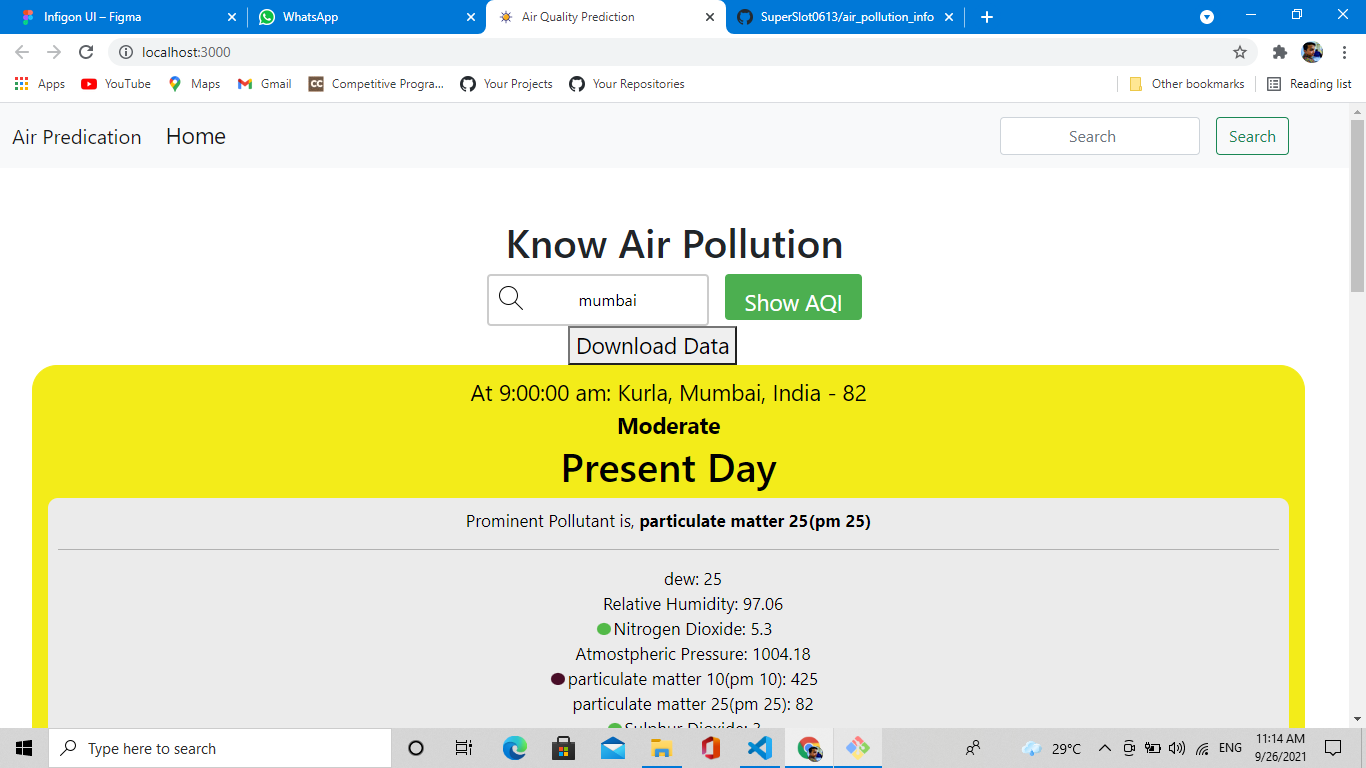 Infigon UI – Figma
WhatsApp
Air Quality Prediction
SuperSlot0613/air_pollution_info
localhost:3000
Apps
YouTube
Maps
Gmail
CC
Competitive Progra...
Your Projects
Your Repositories
Other bookmarks
Reading list
Air Predication
Home
Search
Search
Know Air Pollution
mumbai
Show AQI
Download Data
At 9:00:00 am: Kurla, Mumbai, India - 82
Moderate
Present Day
Prominent Pollutant is, particulate matter 25(pm 25)
dew: 25
Relative Humidity: 97.06
Nitrogen Dioxide: 5.3
Atmostpheric Pressure: 1004.18
particulate matter 10(pm 10): 425
particulate matter 25(pm 25): 82
Sulphur Dioxide: 3
Type here to search
29°C
ENG
11:14 AM
9/26/2021